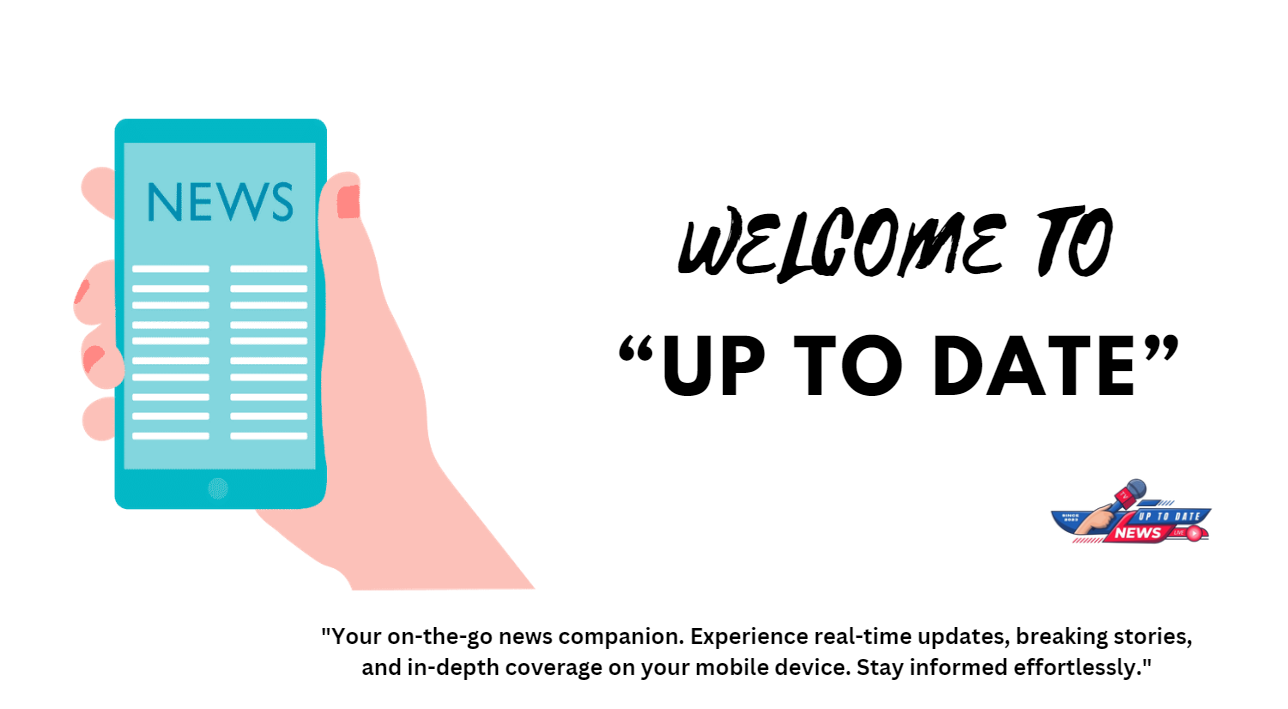 NEWS
WELCOME TO
“UP TO DATE”
SINCE
2023
TV
UP TO DATE
NEWS
LIVE
"Your on-the-go news companion. Experience real-time updates, breaking stories,
and in-depth coverage on your mobile device. Stay informed effortlessly."